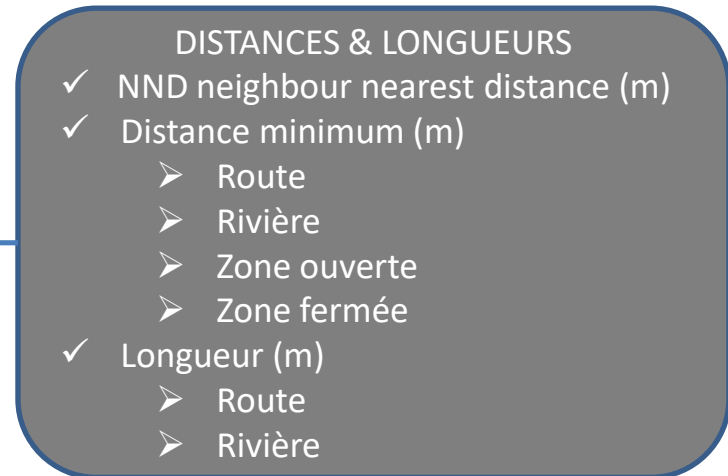 DISTANCES & LONGUEURS
✓ NND neighbour nearest distance (m)
✓ Distance minimum (m)
➢ Route
➢ Rivière
➢ Zone ouverte
➢ Zone fermée
✓ Longueur (m)
➢ Route
➢ Rivière